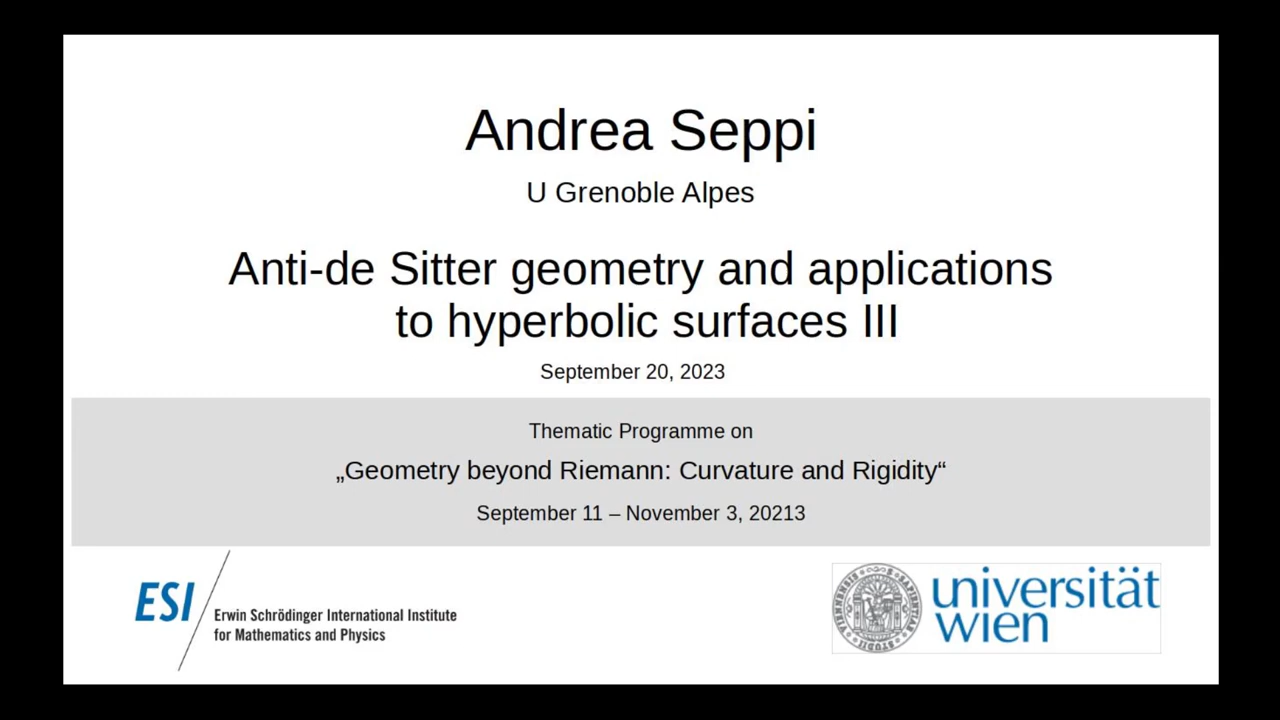 Andrea Seppi
U Grenoble Alpes
Anti-de Sitter geometry and applications
to hyperbolic surfaces III
September 20, 2023
Thematic Programme on
„Geometry beyond Riemann: Curvature and Rigidity“
September 11 – November 3, 20213
ESI
Erwin Schrödinger International Institute
for Mathematics and Physics
universität
wien